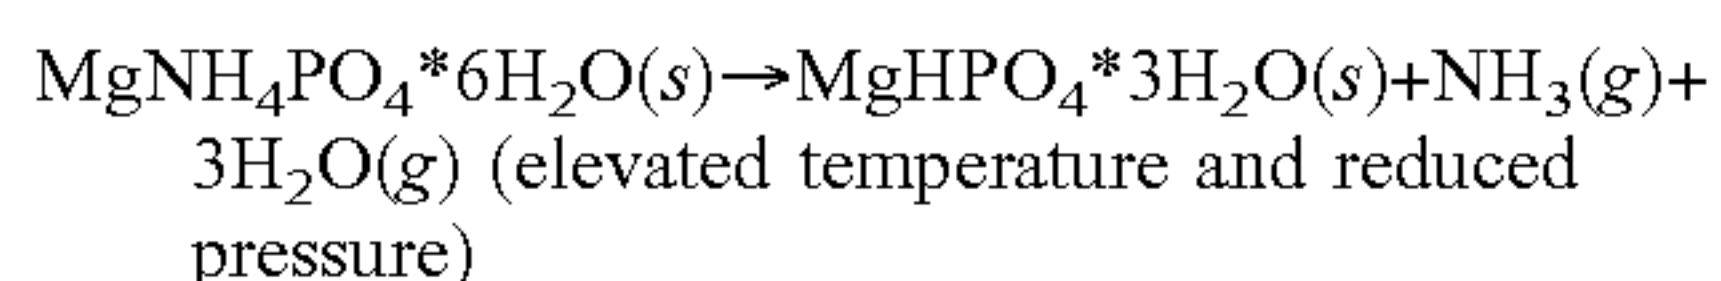 MgNH₄PO₄*6H₂O(s)→MgHPO₄*3H₂O(s)+NH₃(g)+
3H₂O(g) (elevated temperature and reduced
pressure)